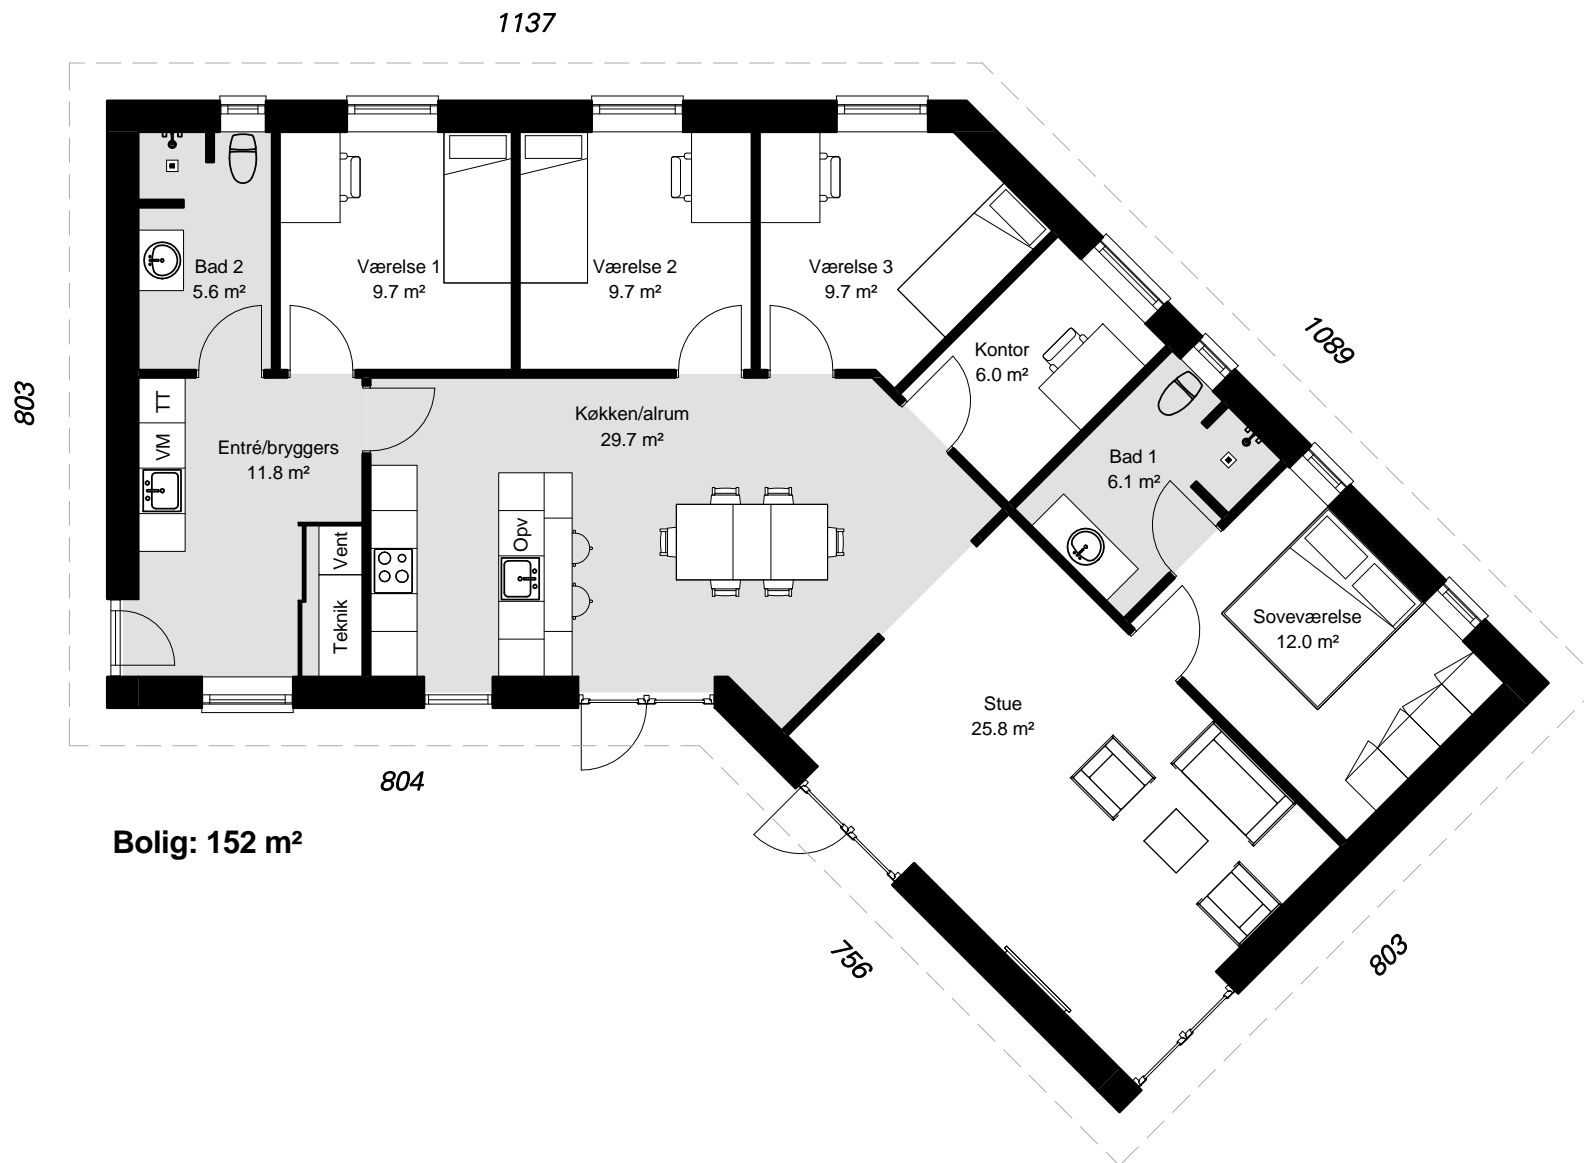 1137
Bad 2
5.6 m²
Værelse 1
9.7 m²
Værelse 2
9.7 m²
Værelse 3
9.7 m²
Kontor
6.0 m²
1089
803
TT
VM
Entré/bryggers
11.8 m²
Køkken/alrum
29.7 m²
Bad 1
6.1 m²
Opv
Vent
Teknik
Soveværelse
12.0 m²
Stue
25.8 m²
804
Bolig: 152 m²
756
803